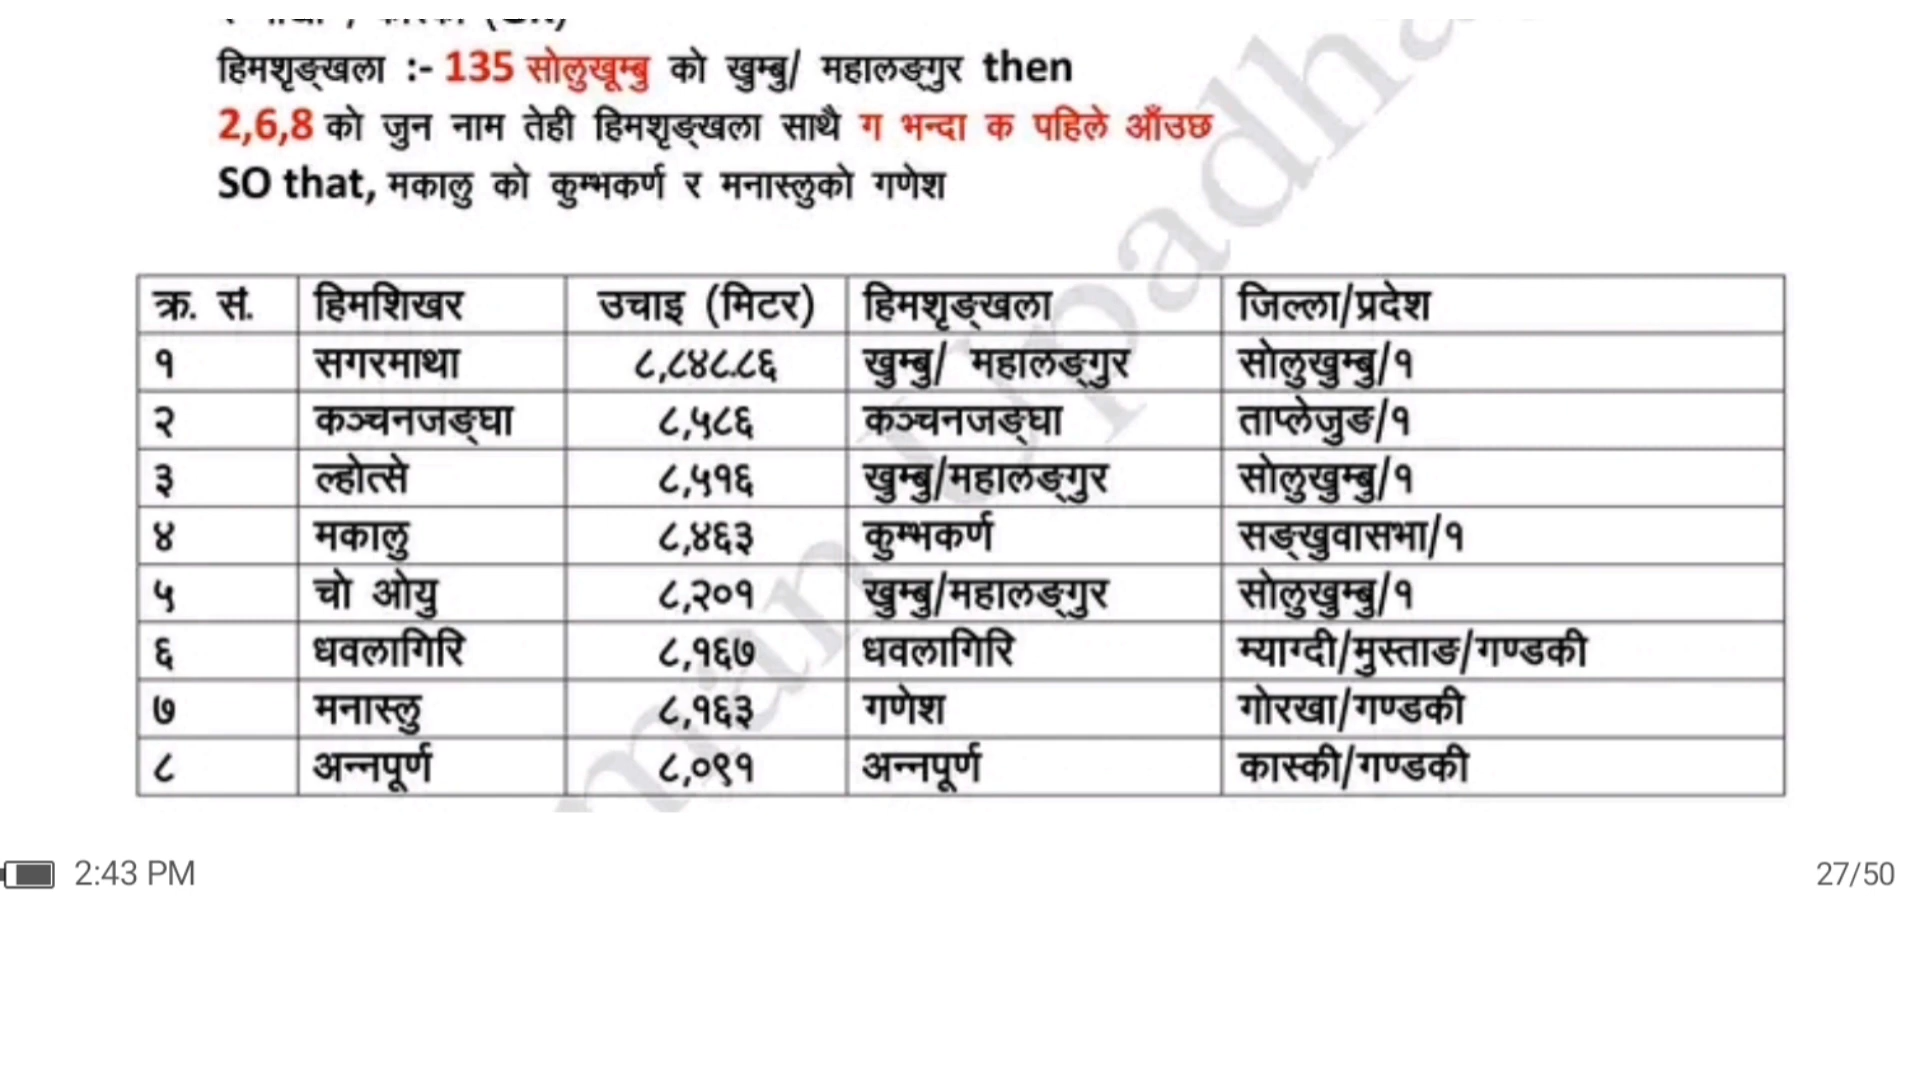 हिमशृङ्खला :- 135 सोलुखूम्बु को खुम्बु/ महालङ्गुर then
2,6,8 को जुन नाम तेही हिमशृङ्खला साथै ग भन्दा क पहिले आँउछ
SO that, मकालु को कुम्भकर्ण र मनास्लुको गणेश
क्र. सं. हिमशिखर उचाइ (मिटर) हिमशृङ्खला जिल्ला/प्रदेश
१ सगरमाथा ८,८४८.८६ खुम्बु/ महालङ्गुर सोलुखुम्बु/१
२ कञ्चनजङ्घा ८,५८६ कञ्चनजङ्घा ताप्लेजुङ/१
३ ल्होत्से ८,५१६ खुम्बु/महालङ्गुर सोलुखुम्बु/१
४ मकालु ८,४६३ कुम्भकर्ण सङ्खुवासभा/१
५ चो ओयु ८,२०१ खुम्बु/महालङ्गुर सोलुखुम्बु/१
६ धवलागिरि ८,१६७ धवलागिरि म्याग्दी/मुस्ताङ/गण्डकी
७ मनास्लु ८,१६३ गणेश गोरखा/गण्डकी
८ अन्नपूर्ण ८,०९१ अन्नपूर्ण कास्की/गण्डकी
2:43 PM 27/50